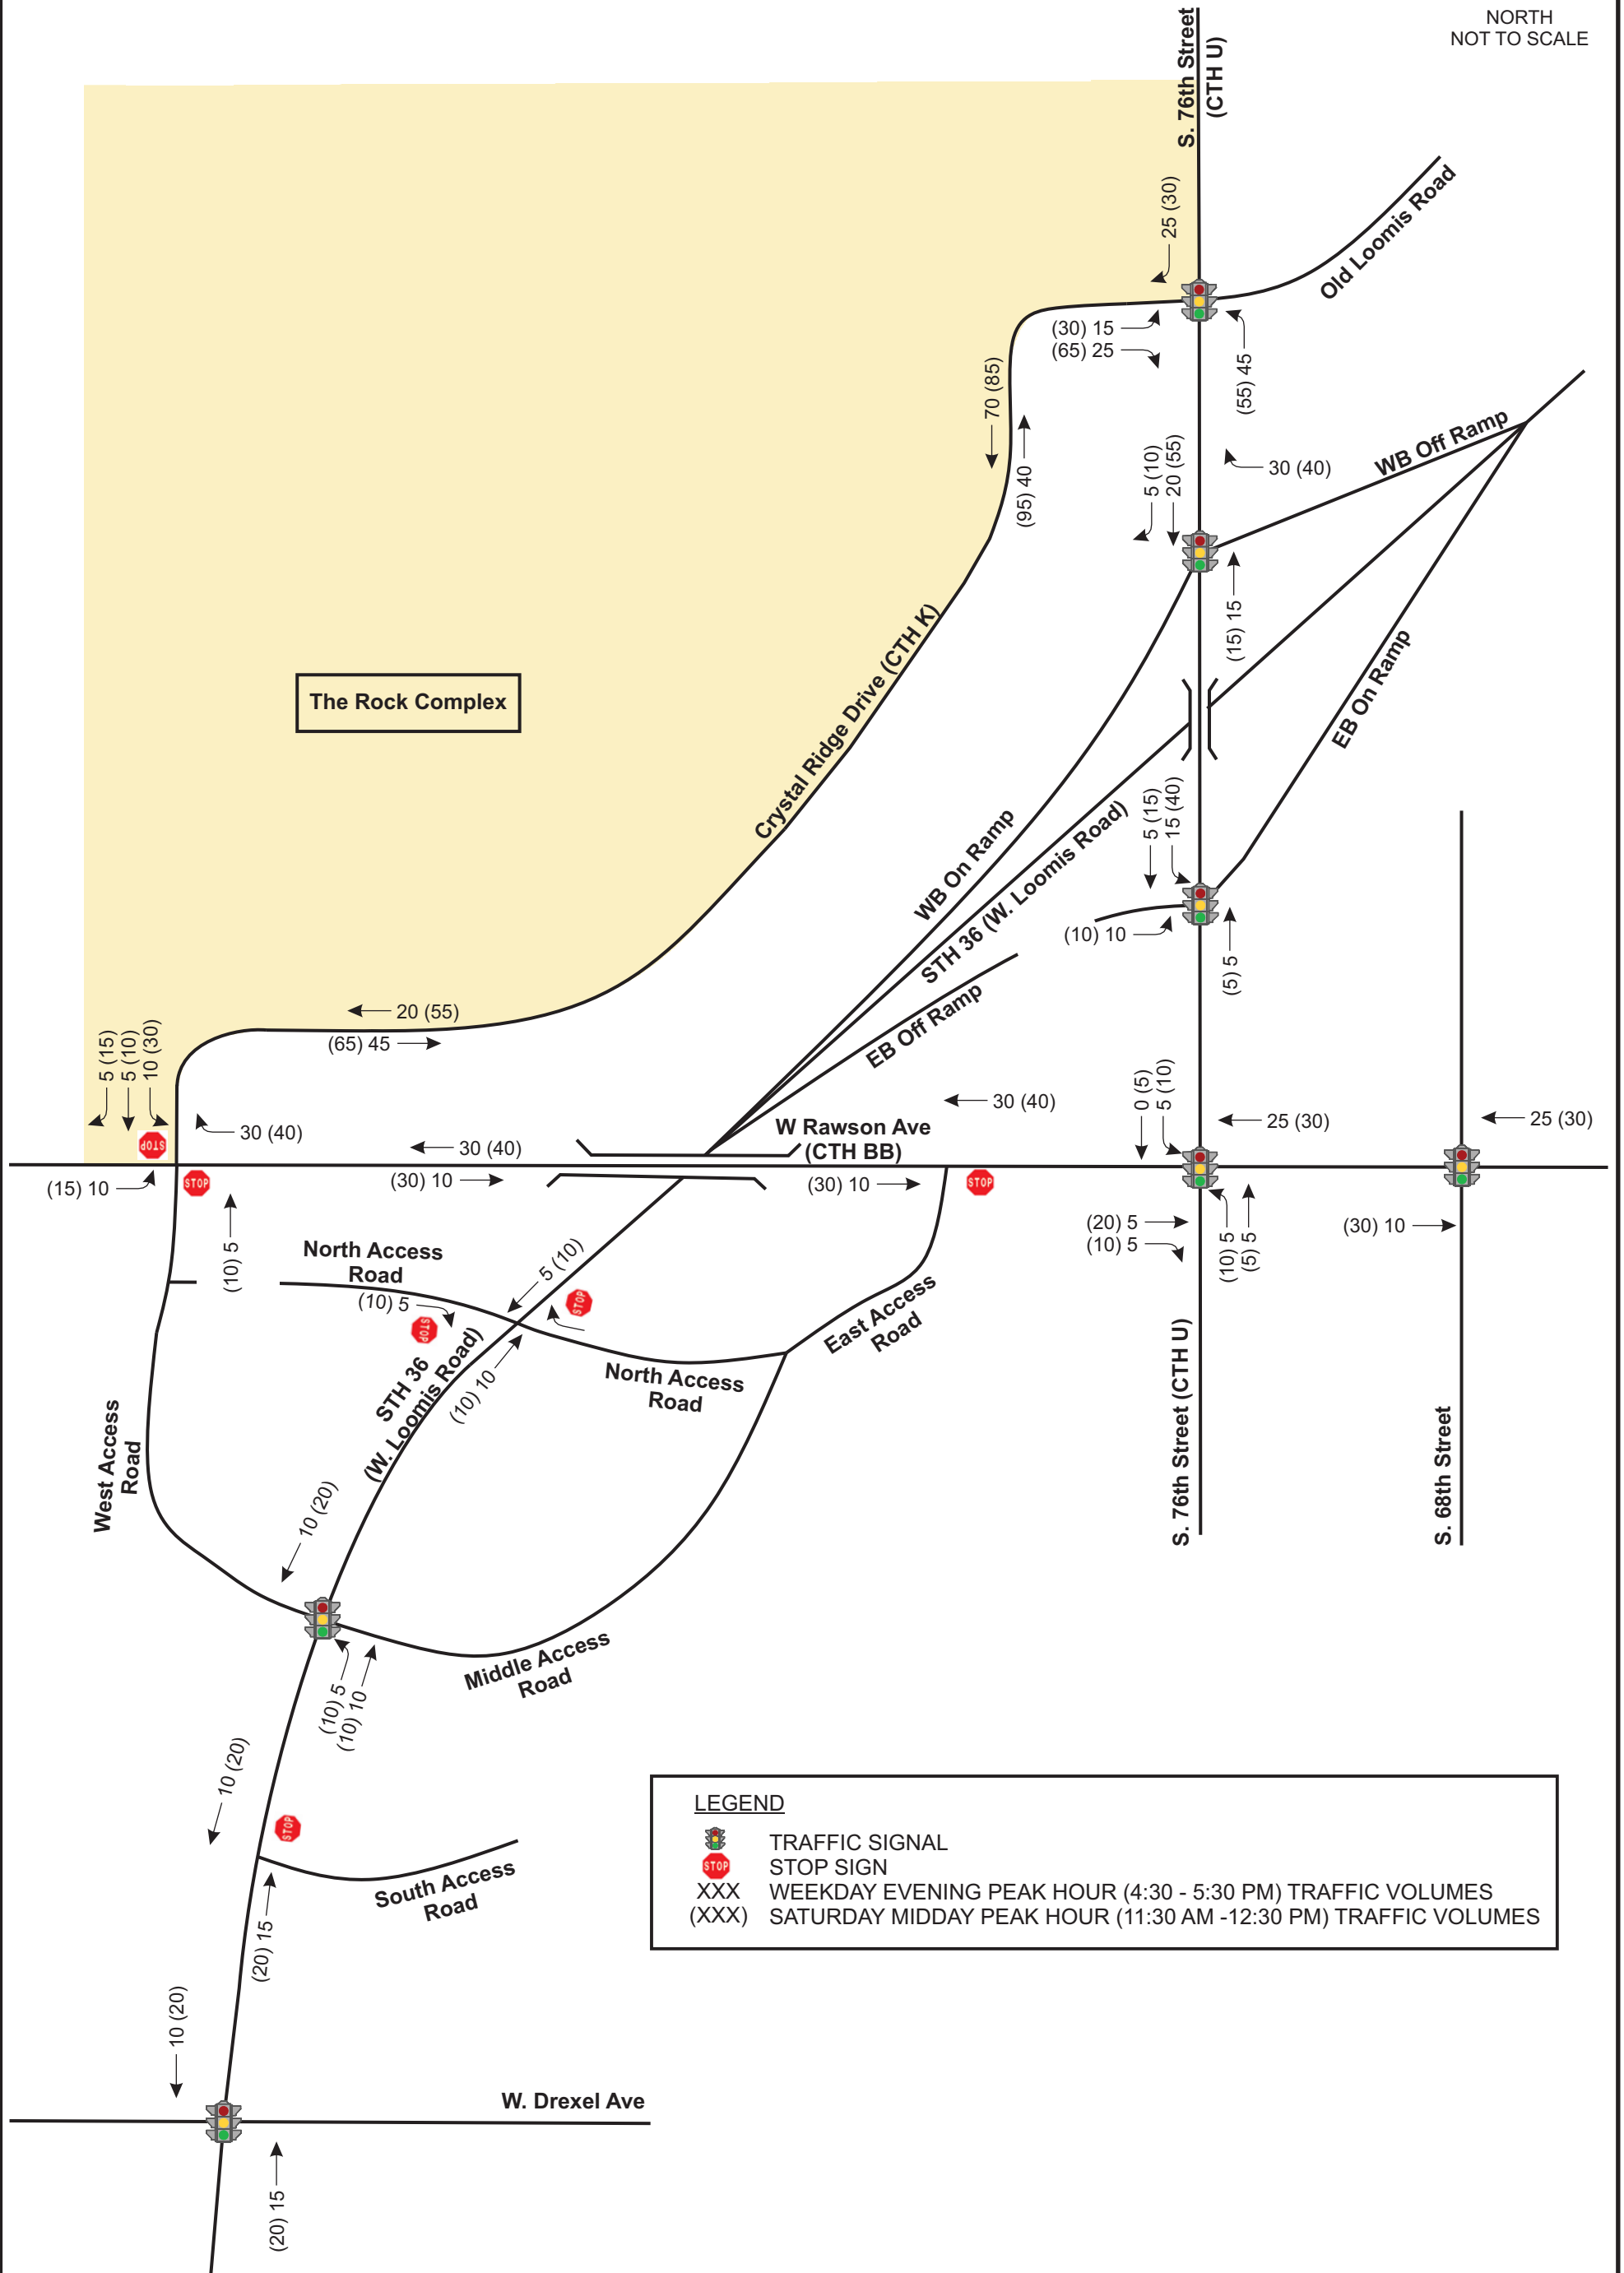 NORTH
NOT TO SCALE
S. 76th Street
(CTH U)
Old Loomis Road
25 (30)
(30) 15
(65) 25
(55) 45
70 (85)
(95) 40
5 (10)
20 (55)
30 (40)
WB Off Ramp
(15) 15
The Rock Complex
Crystal Ridge Drive (CTH K)
EB On Ramp
WB On Ramp
STH 36 (W. Loomis Road)
5 (15)
15 (40)
(10) 10
(5) 5
EB Off Ramp
20 (55)
(65) 45
5 (15)
5 (10)
10 (30)
STOP
30 (40)
30 (40)
W Rawson Ave
(CTH BB)
30 (40)
0 (5)
5 (10)
25 (30)
25 (30)
(15) 10
STOP
(30) 10
(30) 10
STOP
(10) 5
(20) 5
(10) 5
(10) 5
(5) 5
(30) 10
North Access
Road
(10) 5
STOP
5 (10)
STOP
(10) 10
STH 36
(W. Loomis Road)
North Access
Road
East Access
Road
West Access
Road
S. 76th Street (CTH U)
S. 68th Street
10 (20)
(10) 5
(10) 10
Middle Access
Road
10 (20)
STOP
South Access
Road
(20) 15
10 (20)
W. Drexel Ave
(20) 15
LEGEND
TRAFFIC SIGNAL
STOP STOP SIGN
XXX WEEKDAY EVENING PEAK HOUR (4:30 - 5:30 PM) TRAFFIC VOLUMES
(XXX) SATURDAY MIDDAY PEAK HOUR (11:30 AM -12:30 PM) TRAFFIC VOLUMES